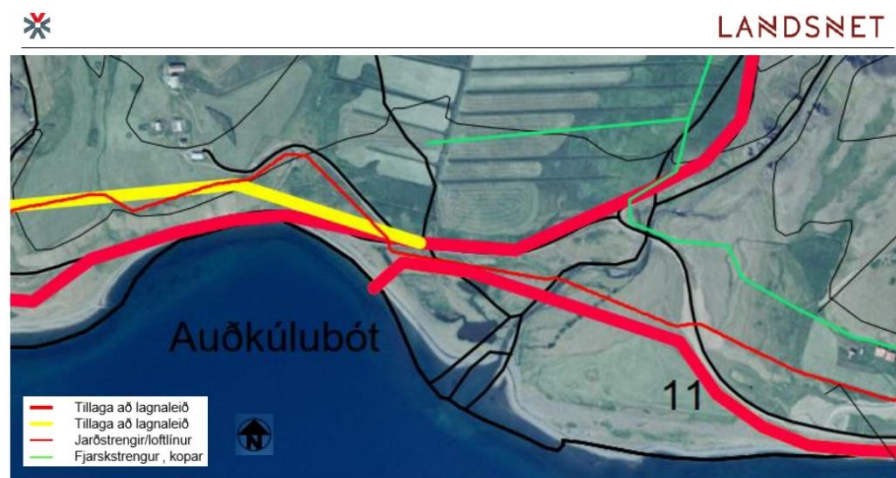 LANDSNET
Auðkúlubót
11
Tillaga að lagnaleið
Tillaga að lagnaleið
Jarðstrengir/loftlínur
Fjarskstrengur , kopar
N